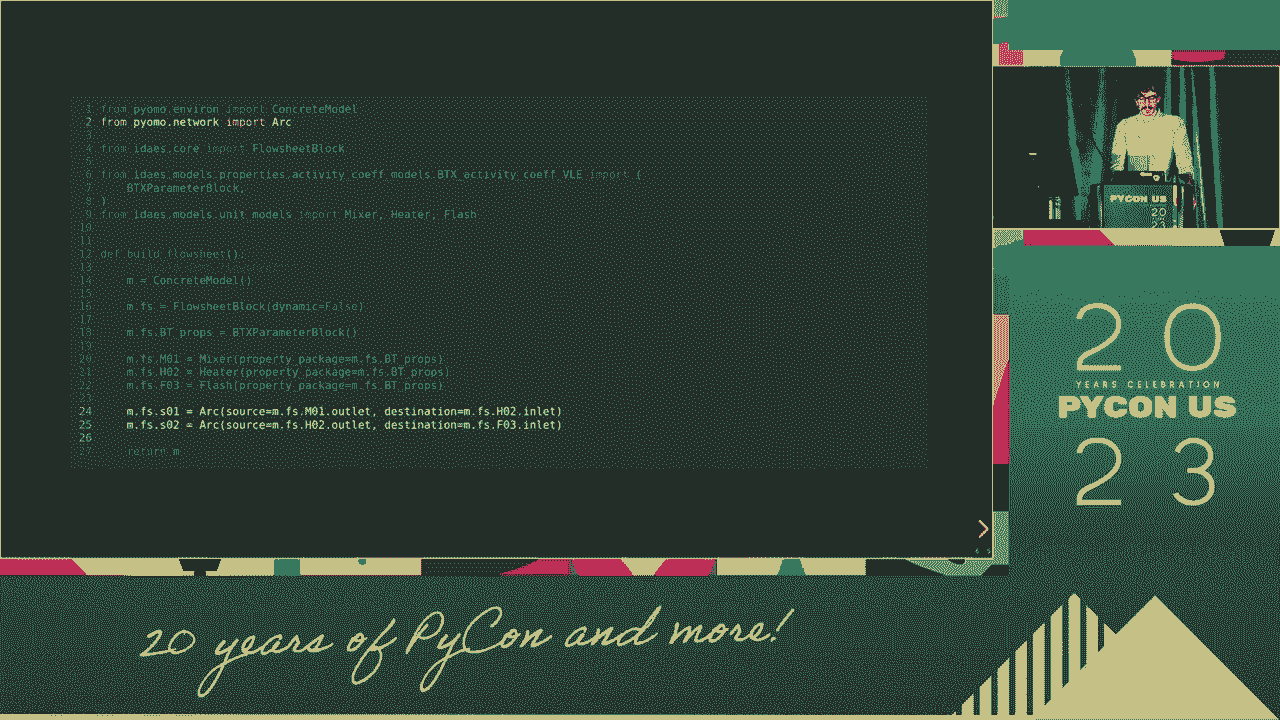 1 from pyomo.environ import ConcreteModel
2 from pyomo.network import Arc
3
4 from idaes.core import FlowsheetBlock
5
6 from idaes.models.properties.activity_coeff_models.BTX_activity_coeff_VLE import (
7     BTXParameterBlock,
8 )
9 from idaes.models.unit_models import Mixer, Heater, Flash
10
11
12 def build_flowsheet():
13
14     m = ConcreteModel()
15
16     m.fs = FlowsheetBlock(dynamic=False)
17
18     m.fs.BT_props = BTXParameterBlock()
19
20     m.fs.M01 = Mixer(property_package=m.fs.BT_props)
21     m.fs.H02 = Heater(property_package=m.fs.BT_props)
22     m.fs.F03 = Flash(property_package=m.fs.BT_props)
23
24     m.fs.s01 = Arc(source=m.fs.M01.outlet, destination=m.fs.H02.inlet)
25     m.fs.s02 = Arc(source=m.fs.H02.outlet, destination=m.fs.F03.inlet)
26
27     return m
PYCON US
20
23
20
YEARS CELEBRATION
PYCON US
23
20 years of PyCon and more!